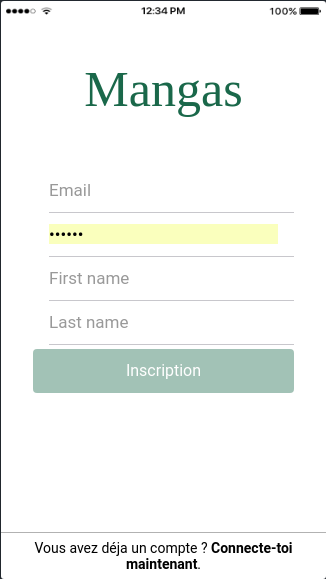 12:34 PM
100%
Mangas
Email
••••••
First name
Last name
Inscription
Vous avez déja un compte ? Connecte-toi
maintenant.